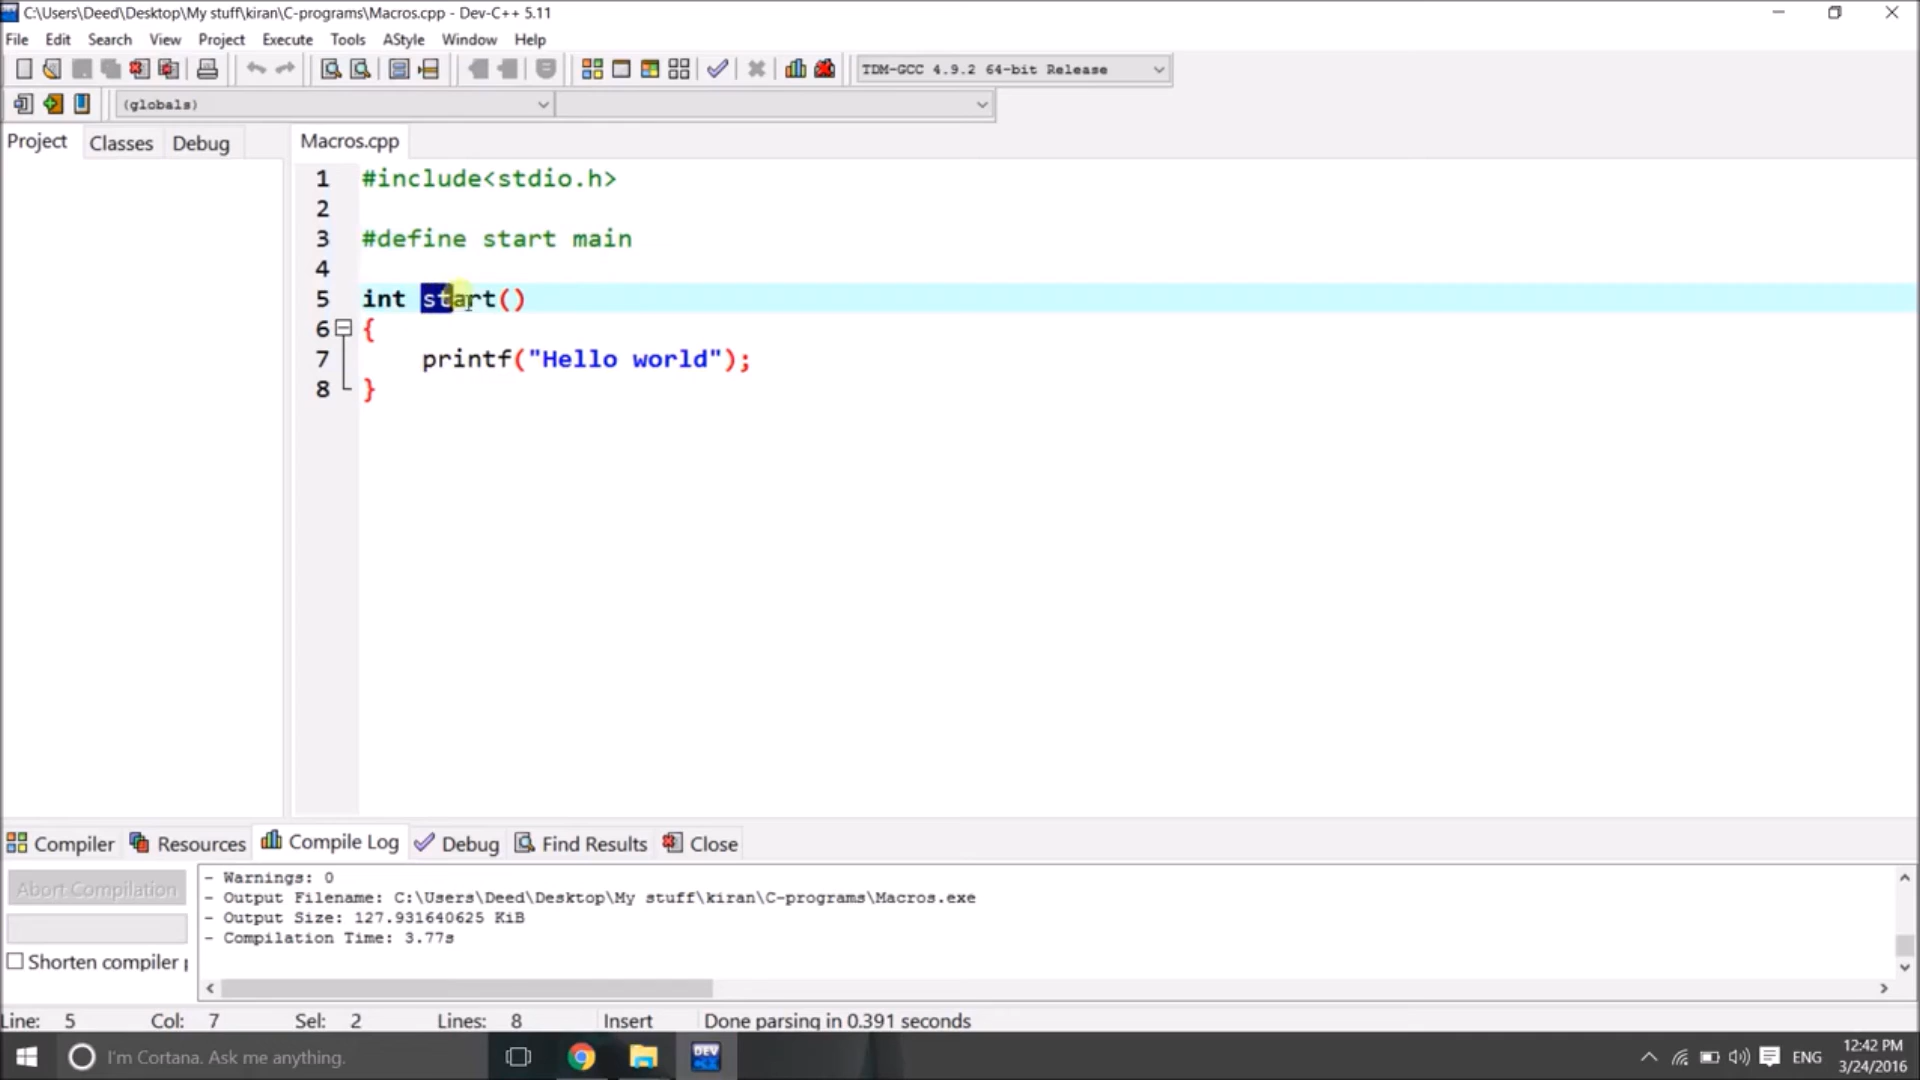 C:\Users\Deed\Desktop\My stuff\kiran\C-programs\Macros.cpp - Dev-C++ 5.11
File Edit Search View Project Execute Tools AStyle Window Help
TDM-GCC 4.9.2 64-bit Release
(globals)
Project Classes Debug Macros.cpp
1 #include<stdio.h>
2
3 #define start main
4
5 int start()
6 {
7 printf("Hello world");
8 }
Compiler Resources Compile Log Debug Find Results Close
Abort Compilation
Shorten compiler p
- Warnings: 0
- Output Filename: C:\Users\Deed\Desktop\My stuff\kiran\C-programs\Macros.exe
- Output Size: 127.931640625 KiB
- Compilation Time: 3.77s
Line: 5 Col: 7 Sel: 2 Lines: 8 Insert Done parsing in 0.391 seconds
I'm Cortana. Ask me anything.
DEV
ENG
12:42 PM
3/24/2016